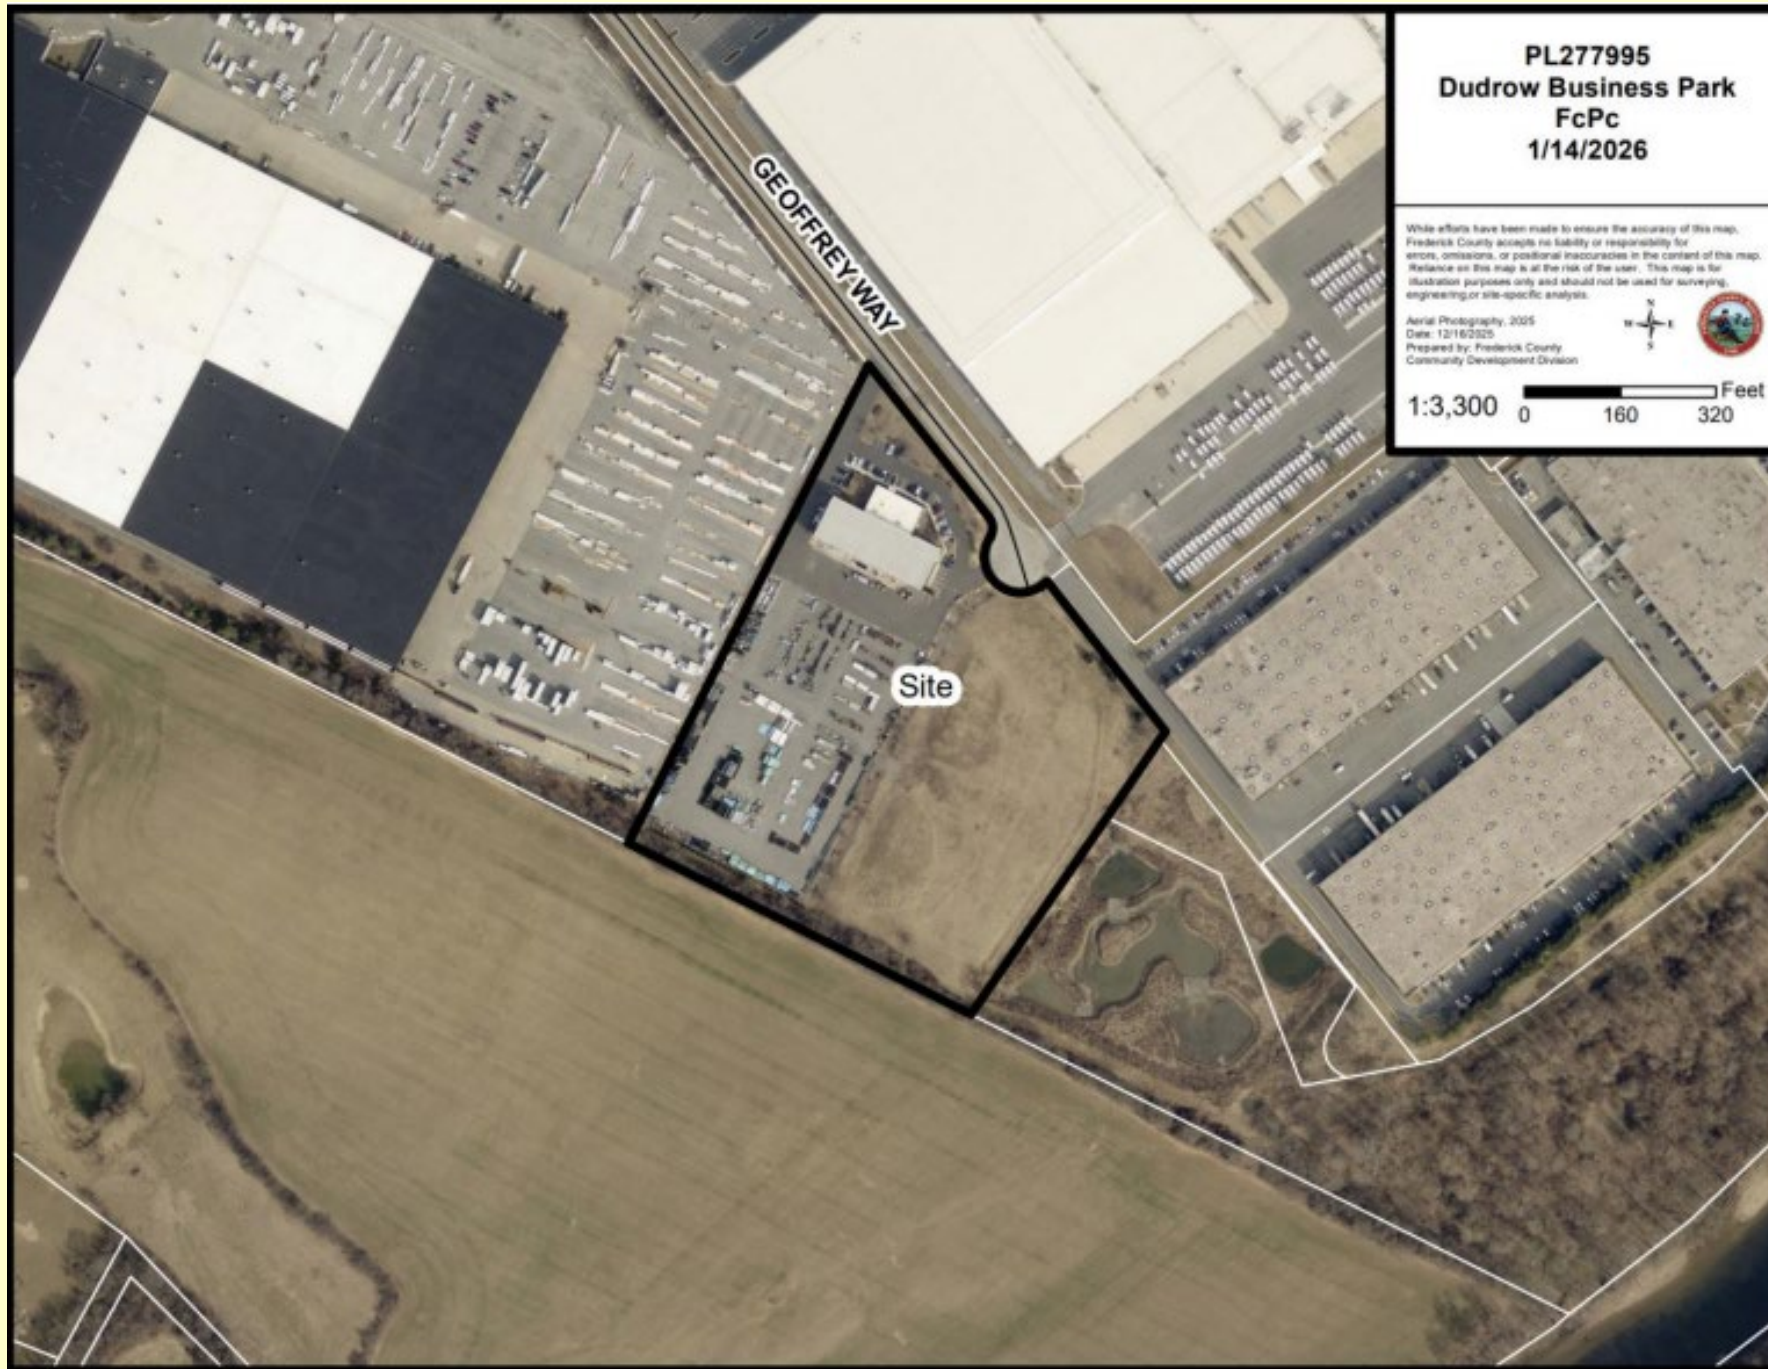 PL277995
Dudrow Business Park
FcPc
1/14/2026
While efforts have been made to ensure the accuracy of this map,
Frederick County accepts no liability or responsibility for
errors, omissions, or positional inaccuracies in the content of this map.
Reliance on this map is at the risk of the user. This map is for
illustration purposes only and should not be used for surveying,
engineering,or site-specific analysis.
Aerial Photography, 2025
Date: 12/16/2025
Prepared by: Frederick County
Community Development Division
N
W E
S
1:3,300
Feet
0 160 320
GEOFFREY WAY
Site